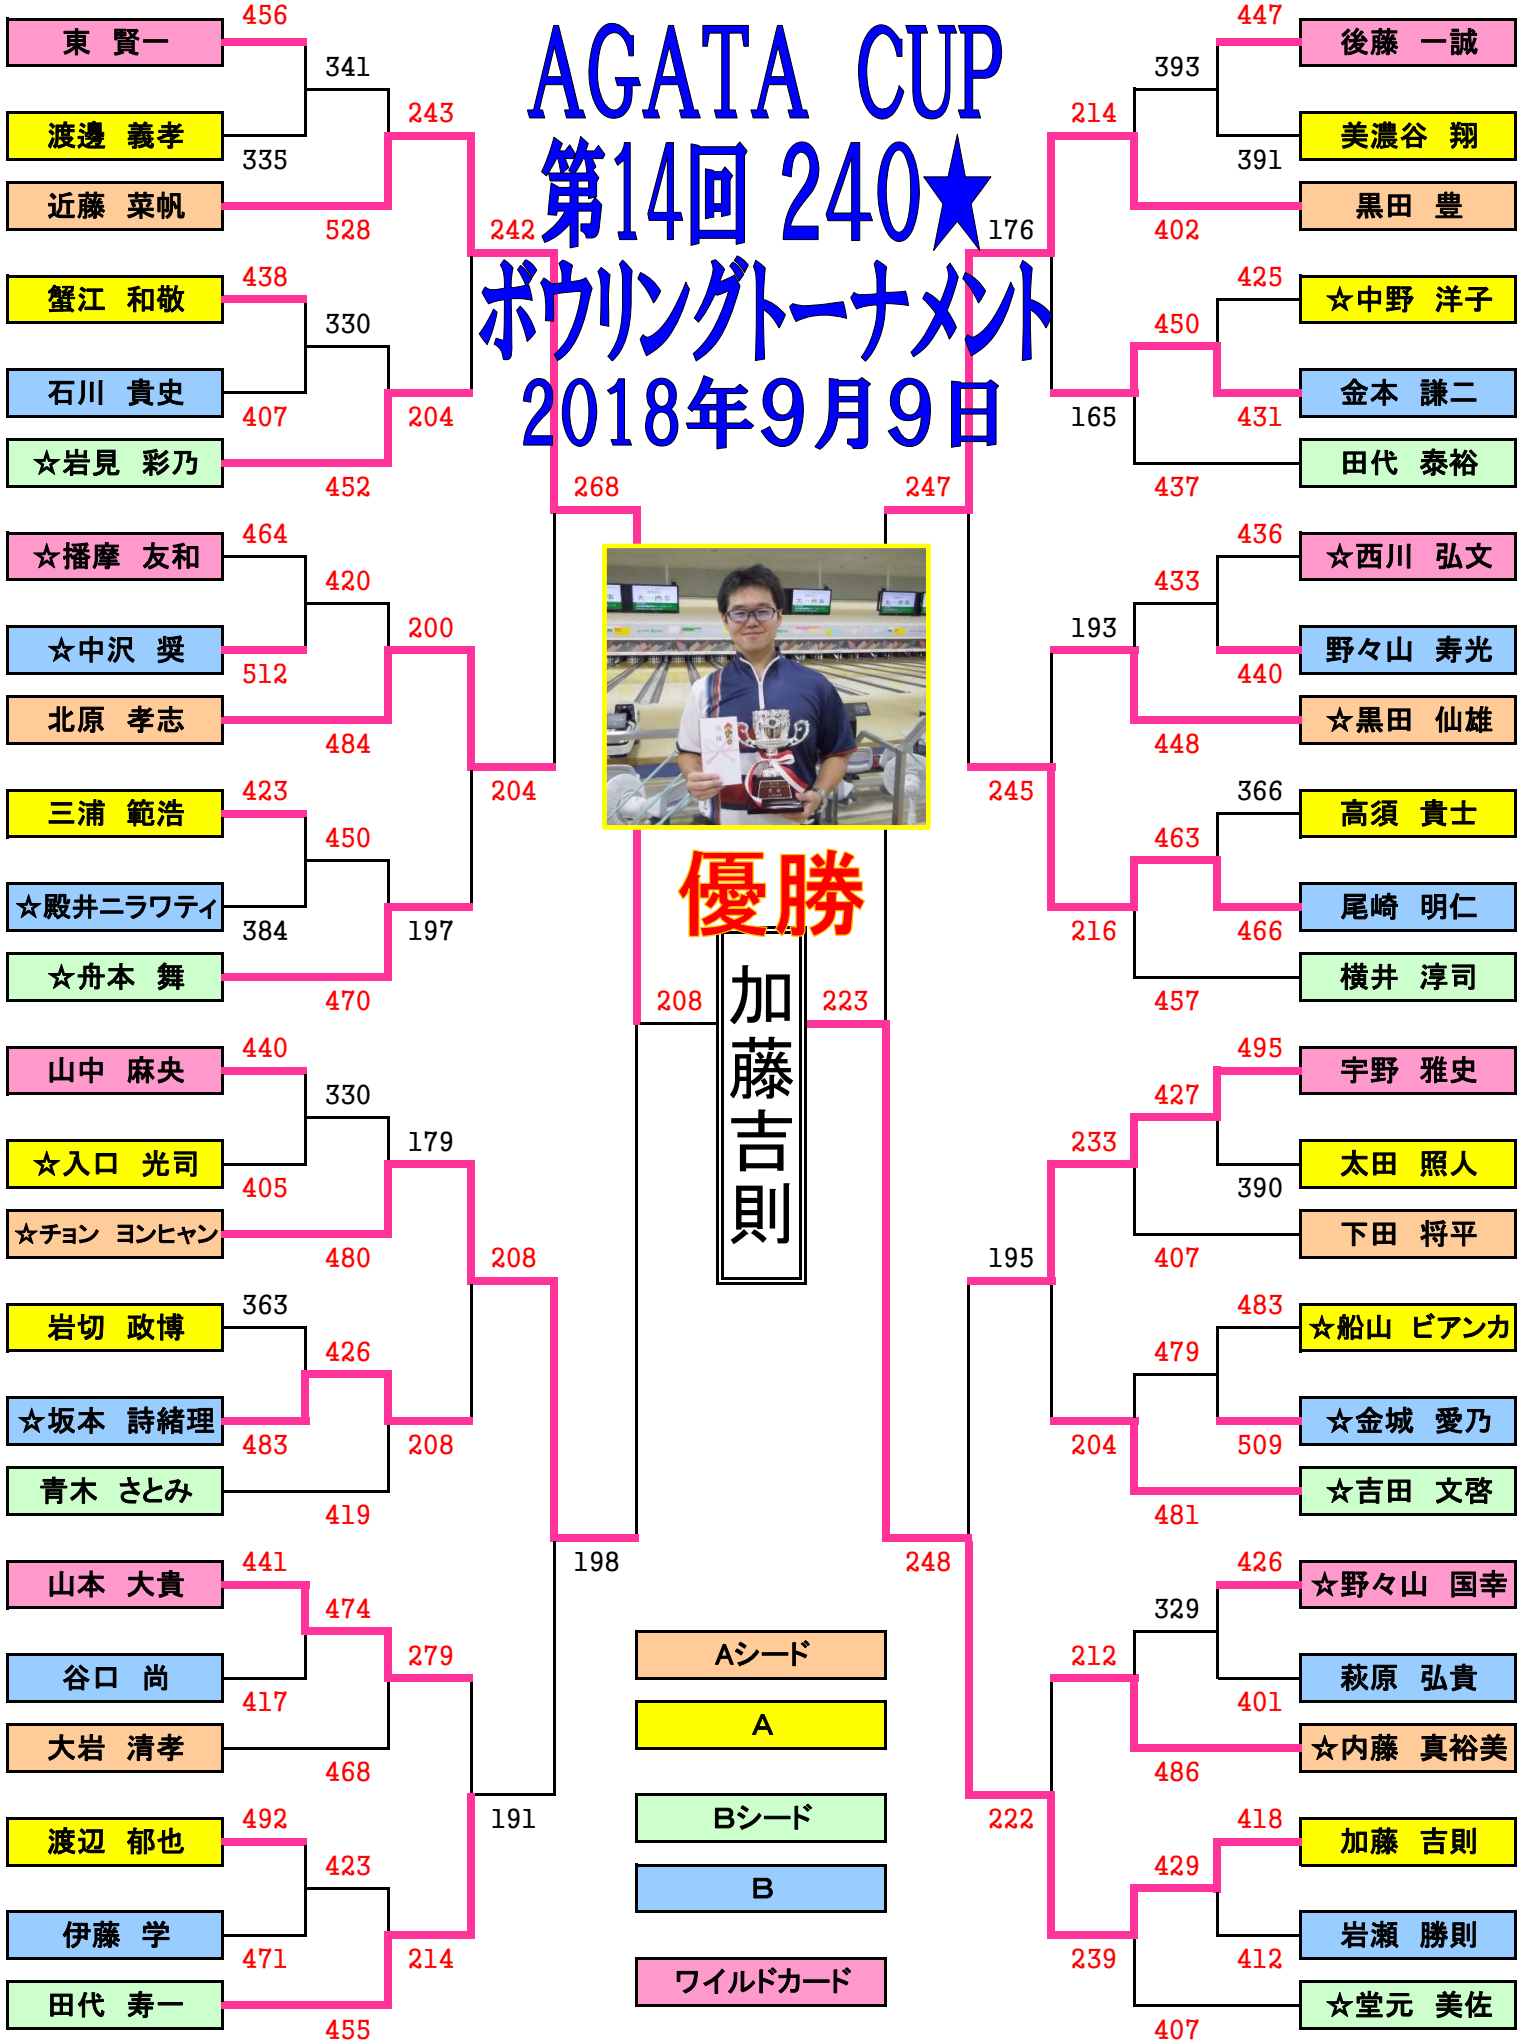 AGATA CUP
第14回 240★
ボウリングトーナメント
2018年9月9日
456
東 賢一
341
渡邊 義孝
335
243
近藤 菜帆
528
242
438
蟹江 和敬
330
石川 貴史
407
204
☆岩見 彩乃
452
268
464
☆播磨 友和
420
☆中沢 奨
512
200
北原 孝志
484
204
423
三浦 範浩
450
☆殿井ニラワティ
384
197
☆舟本 舞
470
208
440
山中 麻央
330
☆入口 光司
405
179
☆チョン ヨンヒャン
480
208
363
岩切 政博
426
☆坂本 詩緒理
483
208
青木 さとみ
419
198
441
山本 大貴
474
谷口 尚
417
279
大岩 清孝
468
191
492
渡辺 郁也
423
伊藤 学
471
214
田代 寿一
455
優勝
加藤吉則
Aシード
A
Bシード
B
ワイルドカード
447
後藤 一誠
393
美濃谷 翔
391
214
黒田 豊
402
176
425
☆中野 洋子
450
金本 謙二
431
165
田代 泰裕
437
247
436
☆西川 弘文
433
野々山 寿光
440
193
☆黒田 仙雄
448
245
366
高須 貴士
463
尾崎 明仁
466
216
横井 淳司
457
223
495
宇野 雅史
427
太田 照人
390
233
下田 将平
407
195
483
☆船山 ビアンカ
479
☆金城 愛乃
509
204
☆吉田 文啓
481
248
426
☆野々山 国幸
329
萩原 弘貴
401
212
☆内藤 真裕美
486
222
418
加藤 吉則
429
岩瀬 勝則
412
239
☆堂元 美佐
407